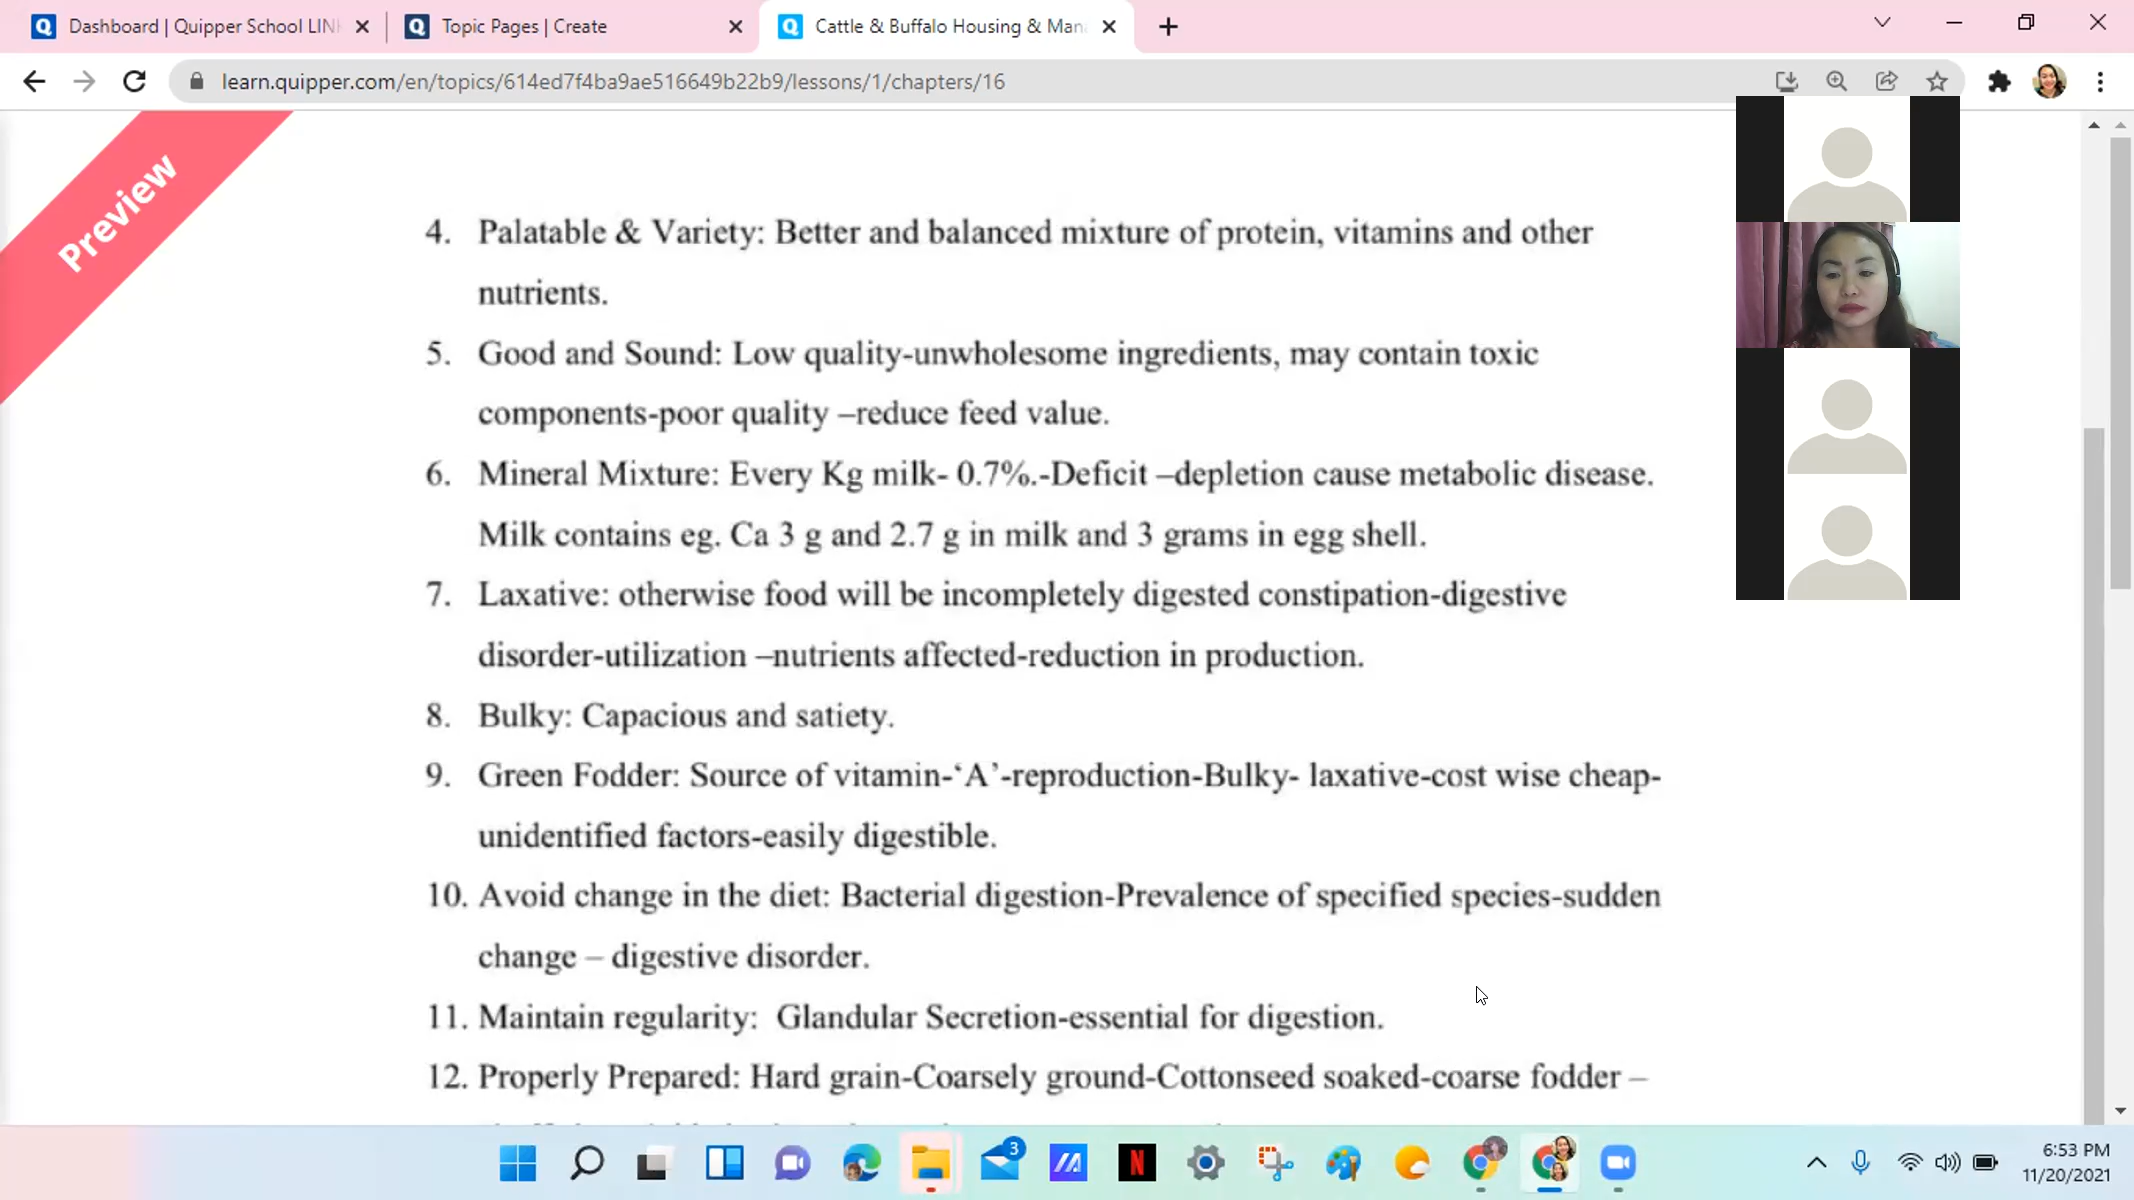 Dashboard | Quipper School LINK
Topic Pages | Create
Cattle & Buffalo Housing & Man
learn.quipper.com/en/topics/614ed7f4ba9ae516649b22b9/lessons/1/chapters/16
Preview
4. Palatable & Variety: Better and balanced mixture of protein, vitamins and other
nutrients.
5. Good and Sound: Low quality-unwholesome ingredients, may contain toxic
components-poor quality –reduce feed value.
6. Mineral Mixture: Every Kg milk- 0.7%.-Deficit –depletion cause metabolic disease.
Milk contains eg. Ca 3 g and 2.7 g in milk and 3 grams in egg shell.
7. Laxative: otherwise food will be incompletely digested constipation-digestive
disorder-utilization –nutrients affected-reduction in production.
8. Bulky: Capacious and satiety.
9. Green Fodder: Source of vitamin-‘A’-reproduction-Bulky- laxative-cost wise cheap-
unidentified factors-easily digestible.
10. Avoid change in the diet: Bacterial digestion-Prevalence of specified species-sudden
change – digestive disorder.
11. Maintain regularity: Glandular Secretion-essential for digestion.
12. Properly Prepared: Hard grain-Coarsely ground-Cottonseed soaked-coarse fodder –
3
N
6:53 PM
11/20/2021